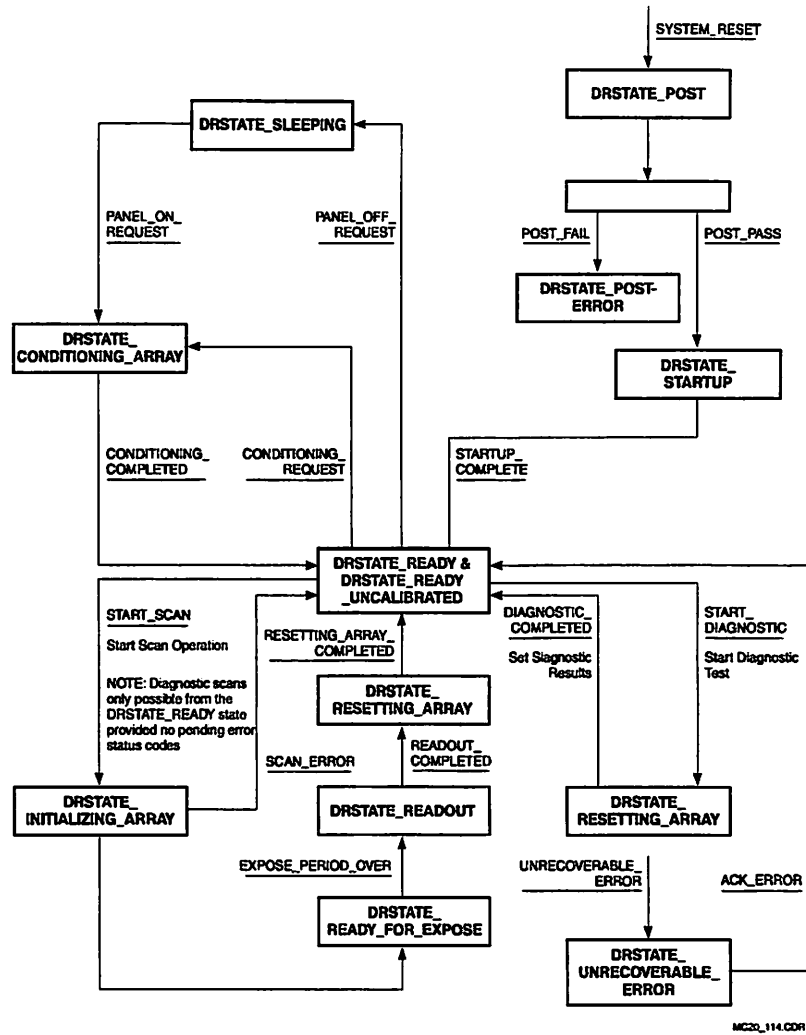 SYSTEM_RESET
DRSTATE_POST
DRSTATE_SLEEPING
PANEL_ON_
REQUEST
PANEL_OFF_
REQUEST
POST_FAIL
POST_PASS
DRSTATE_POST-
ERROR
DRSTATE_
CONDITIONING_ARRAY
DRSTATE_
STARTUP
CONDITIONING_
COMPLETED
CONDITIONING_
REQUEST
STARTUP_
COMPLETE
DRSTATE_READY &
DRSTATE_READY
_UNCALIBRATED
START_SCAN
Start Scan Operation
NOTE: Diagnostic scans
only possible from the
DRSTATE_READY state
provided no pending error
status codes
RESETTING_ARRAY_
COMPLETED
DIAGNOSTIC_
COMPLETED
Set Siagnostic
Results
START_
DIAGNOSTIC
Start Diagnostic
Test
DRSTATE_
RESETTING_ARRAY
SCAN_ERROR
READOUT_
COMPLETED
DRSTATE_
INITIALIZING_ARRAY
DRSTATE_READOUT
DRSTATE_
RESETTING_ARRAY
EXPOSE_PERIOD_OVER
UNRECOVERABLE_
ERROR
ACK_ERROR
DRSTATE_
READY_FOR_EXPOSE
DRSTATE_
UNRECOVERABLE_
ERROR
MC20_114.CDR